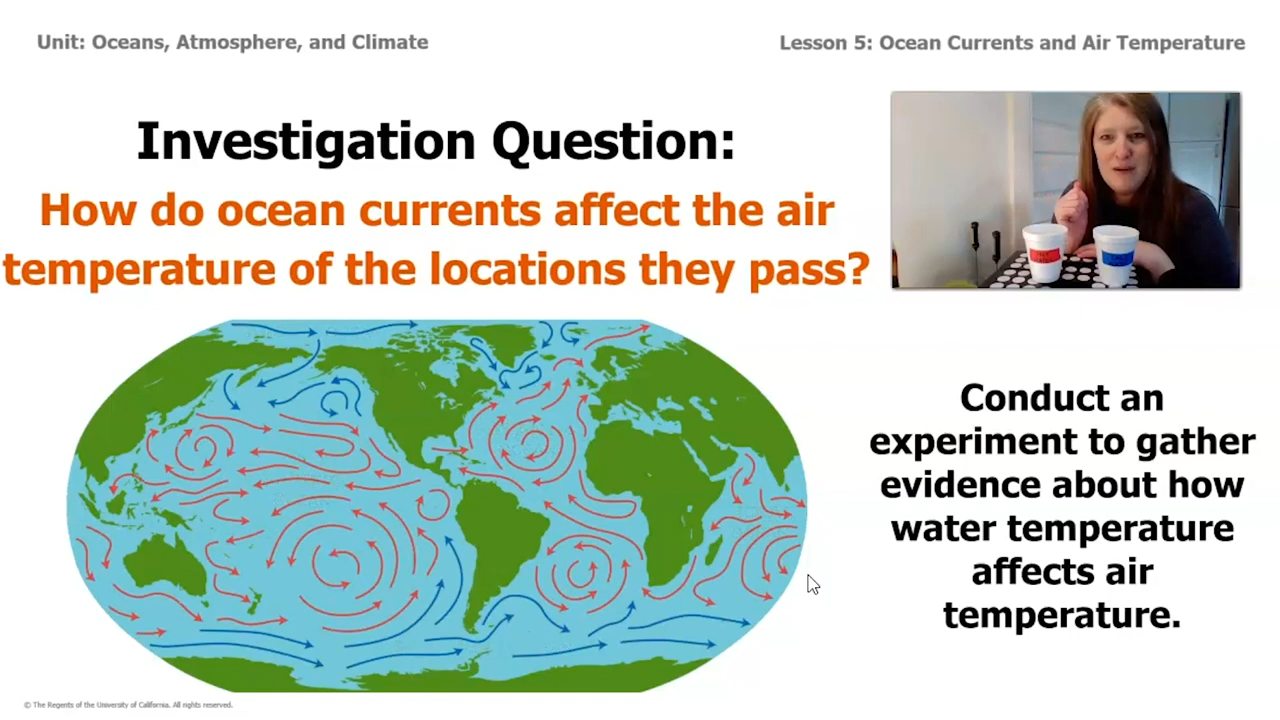 Unit: Oceans, Atmosphere, and Climate
Lesson 5: Ocean Currents and Air Temperature
Investigation Question:
How do ocean currents affect the air
temperature of the locations they pass?
Conduct an
experiment to gather
evidence about how
water temperature
affects air
temperature.
© The Regents of the University of California. All rights reserved.